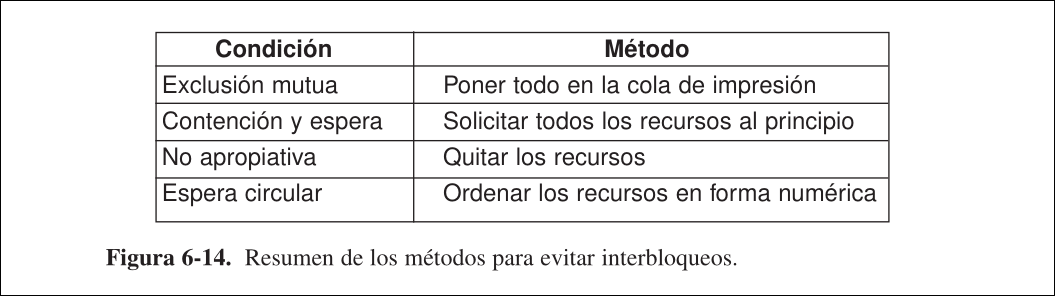 Condición Método
Exclusión mutua Poner todo en la cola de impresión
Contención y espera Solicitar todos los recursos al principio
No apropiativa Quitar los recursos
Espera circular Ordenar los recursos en forma numérica
Figura 6-14. Resumen de los métodos para evitar interbloqueos.